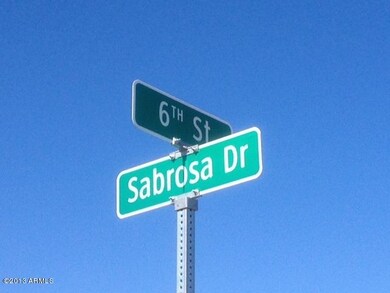 6TH St
Sabrosa Dr
©2013 ARMLS